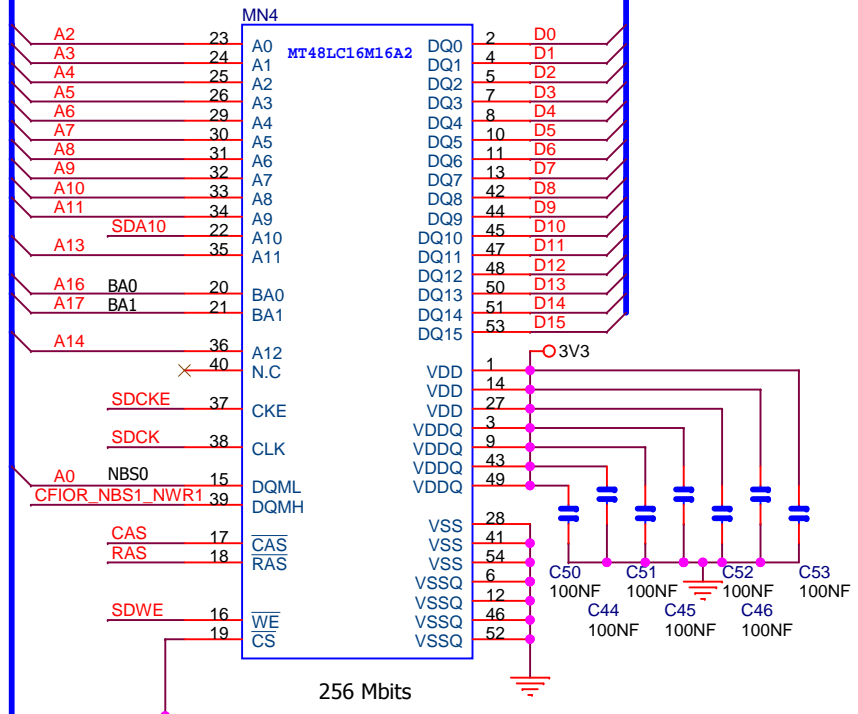 MN4
A2 23 A0 MT48LC16M16A2 DQ0 2 D0
A3 24 A1 DQ1 4 D1
A4 25 A2 DQ2 5 D2
A5 26 A3 DQ3 7 D3
A6 29 A4 DQ4 8 D4
A7 30 A5 DQ5 10 D5
A8 31 A6 DQ6 11 D6
A9 32 A7 DQ7 13 D7
A10 33 A8 DQ8 42 D8
A11 34 A9 DQ9 44 D9
SDA10 22 A10 DQ10 45 D10
A13 35 A11 DQ11 47 D11
DQ12 48 D12
A16 BA0 20 BA0 DQ13 50 D13
A17 BA1 21 BA1 DQ14 51 D14
DQ15 53 D15
A14 36 A12 3V3
40 N.C VDD 1
VDD 14
SDCKE 37 CKE VDD 27
VDDQ 3
SDCK 38 CLK VDDQ 9
VDDQ 43
A0 NBS0 15 DQML VDDQ 49
CFIOR_NBS1_NWR1 39 DQMH
VSS 28
CAS 17 CAS VSS 41
RAS 18 RAS VSS 54
VSSQ 6
VSSQ 12
SDWE 16 WE VSSQ 46
19 CS VSSQ 52
C50 C51 C52 C53
100NF 100NF 100NF 100NF
C44 C45 C46
100NF 100NF 100NF
256 Mbits